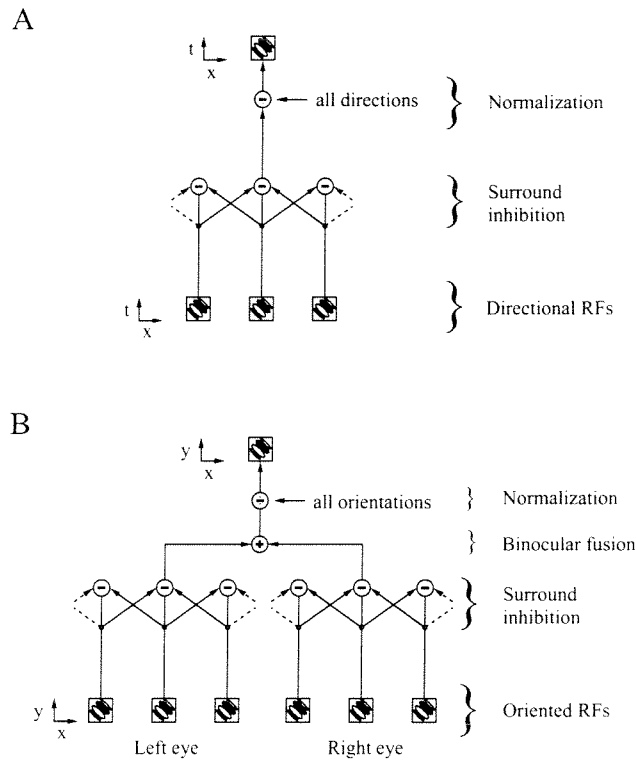 A
t
x
all directions
Normalization
Surround
inhibition
t
x
Directional RFs
B
y
x
all orientations
Normalization
Binocular fusion
Surround
inhibition
y
x
Oriented RFs
Left eye
Right eye